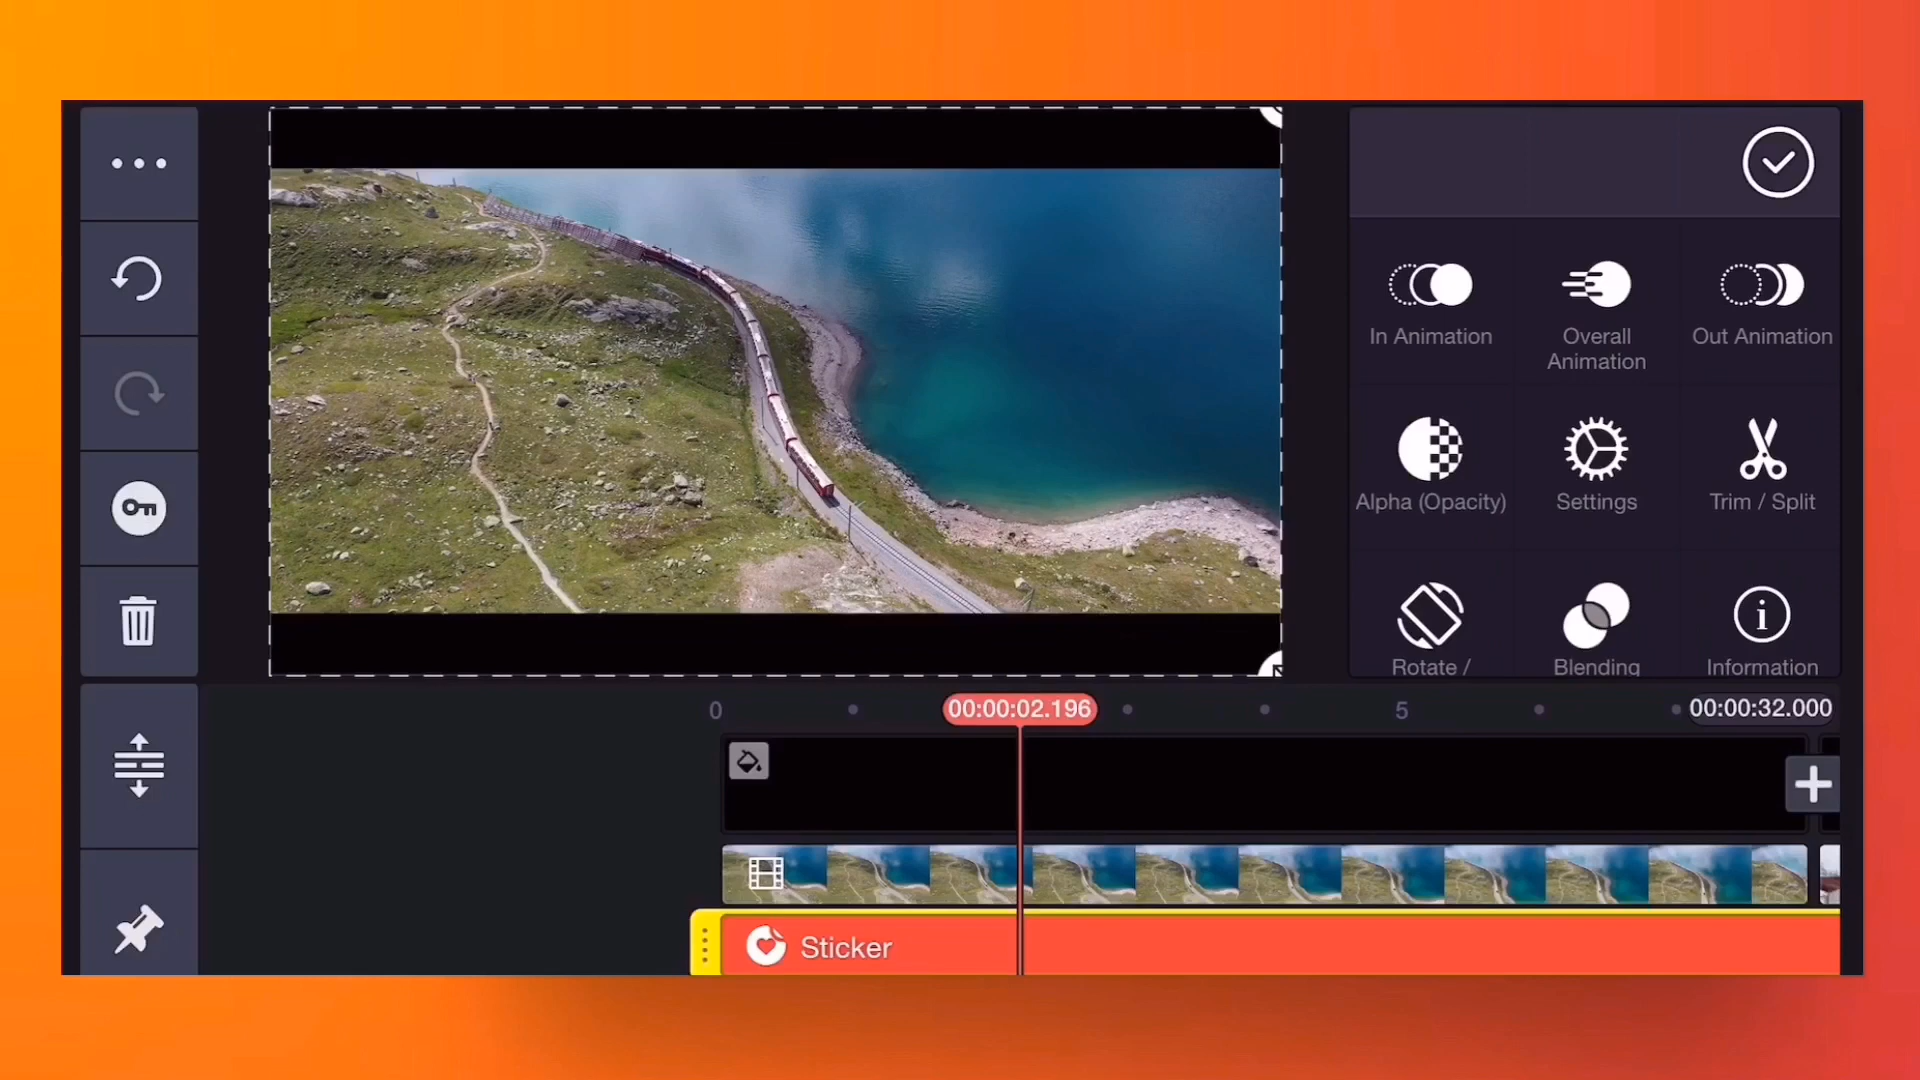 In Animation
Overall
Animation
Out Animation
Alpha (Opacity)
Settings
Trim / Split
Rotate /
Blending
Information
0
00:00:02.196
5
00:00:32.000
Sticker